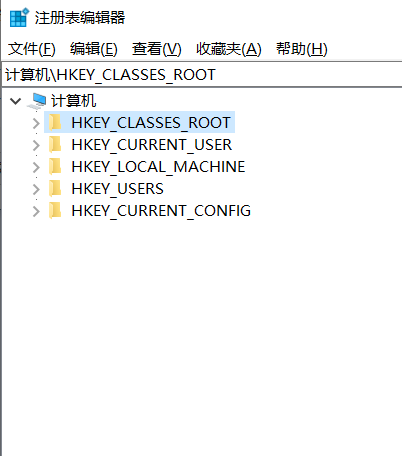 注册表编辑器
文件(F) 编辑(E) 查看(V) 收藏夹(A) 帮助(H)
计算机\HKEY_CLASSES_ROOT
计算机
HKEY_CLASSES_ROOT
HKEY_CURRENT_USER
HKEY_LOCAL_MACHINE
HKEY_USERS
HKEY_CURRENT_CONFIG